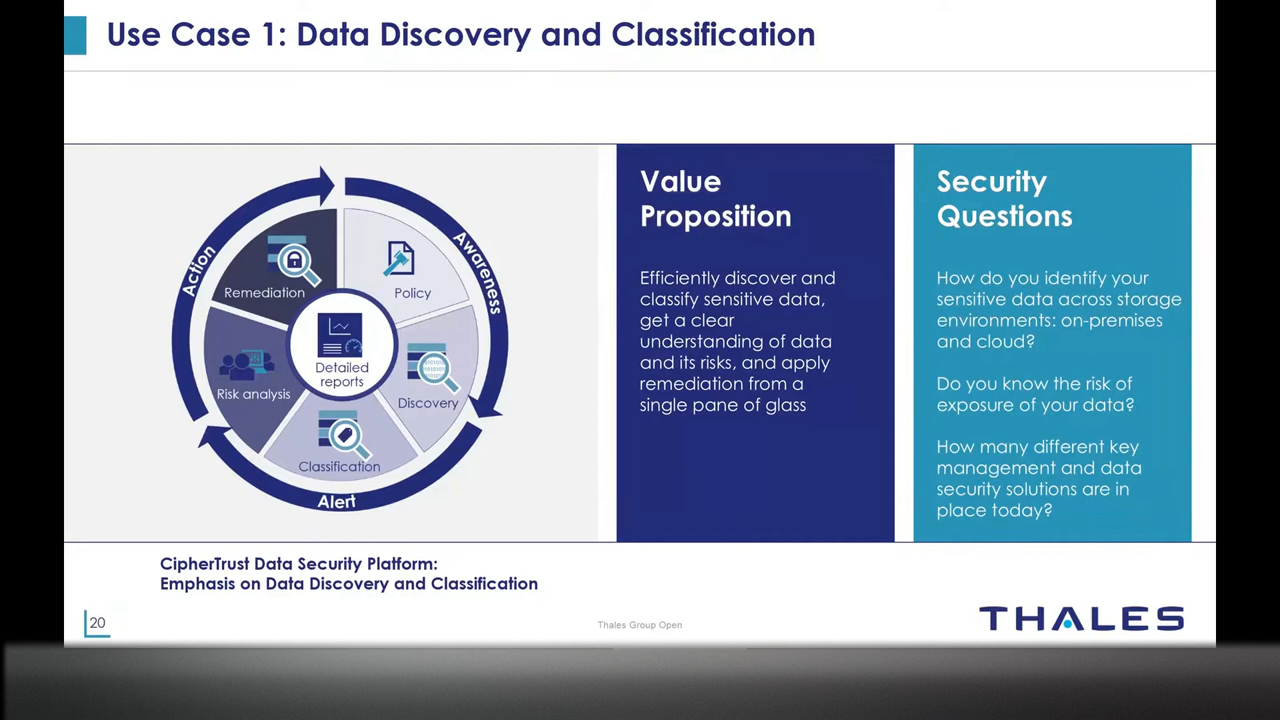 Use Case 1: Data Discovery and Classification
Action
Awareness
Alert
Remediation
Policy
Detailed
reports
Risk analysis
Discovery
Classification
Value
Proposition
Efficiently discover and
classify sensitive data,
get a clear
understanding of data
and its risks, and apply
remediation from a
single pane of glass
Security
Questions
How do you identify your
sensitive data across storage
environments: on-premises
and cloud?
Do you know the risk of
exposure of your data?
How many different key
management and data
security solutions are in
place today?
CipherTrust Data Security Platform:
Emphasis on Data Discovery and Classification
20
Thales Group Open
THALES